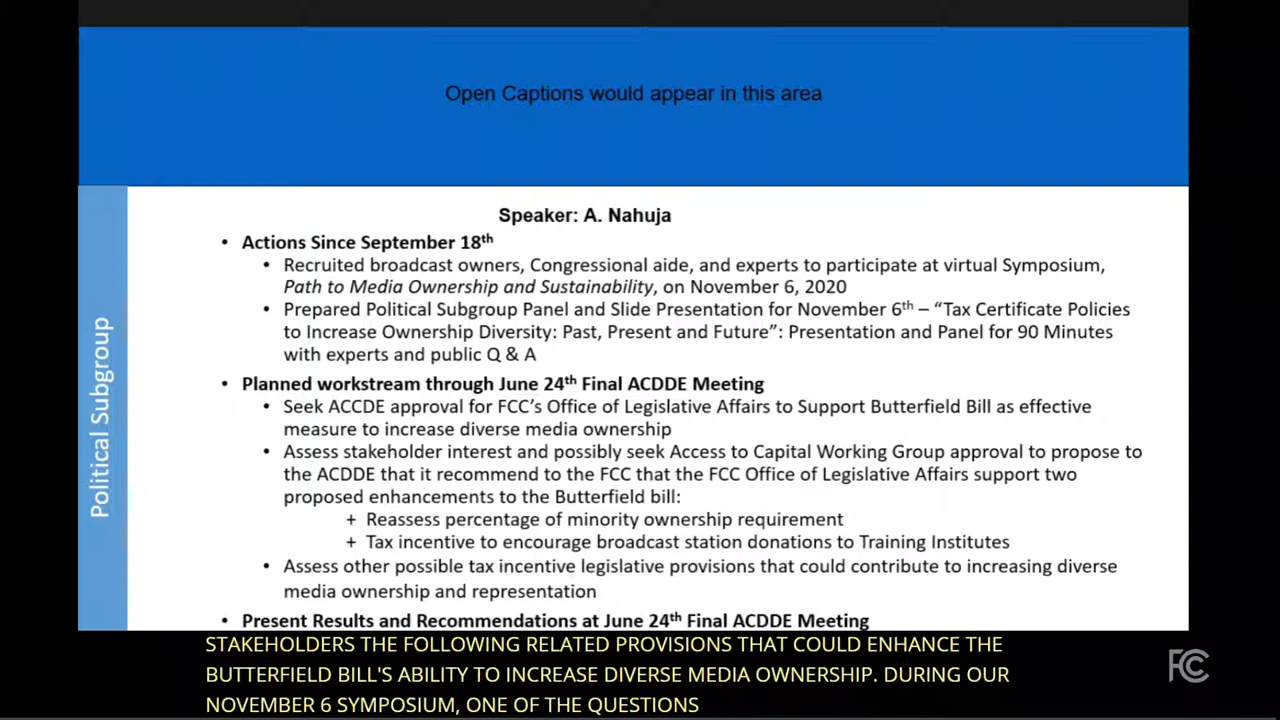 Open Captions would appear in this area
Political Subgroup
Speaker: A. Nahuja
• Actions Since September 18th
• Recruited broadcast owners, Congressional aide, and experts to participate at virtual Symposium,
Path to Media Ownership and Sustainability, on November 6, 2020
• Prepared Political Subgroup Panel and Slide Presentation for November 6th – “Tax Certificate Policies
to Increase Ownership Diversity: Past, Present and Future”: Presentation and Panel for 90 Minutes
with experts and public Q & A
• Planned workstream through June 24th Final ACDDE Meeting
• Seek ACCDE approval for FCC’s Office of Legislative Affairs to Support Butterfield Bill as effective
measure to increase diverse media ownership
• Assess stakeholder interest and possibly seek Access to Capital Working Group approval to propose to
the ACDDE that it recommend to the FCC that the FCC Office of Legislative Affairs support two
proposed enhancements to the Butterfield bill:
+ Reassess percentage of minority ownership requirement
+ Tax incentive to encourage broadcast station donations to Training Institutes
• Assess other possible tax incentive legislative provisions that could contribute to increasing diverse
media ownership and representation
• Present Results and Recommendations at June 24th Final ACDDE Meeting
STAKEHOLDERS THE FOLLOWING RELATED PROVISIONS THAT COULD ENHANCE THE
BUTTERFIELD BILL'S ABILITY TO INCREASE DIVERSE MEDIA OWNERSHIP. DURING OUR
NOVEMBER 6 SYMPOSIUM, ONE OF THE QUESTIONS
FCC